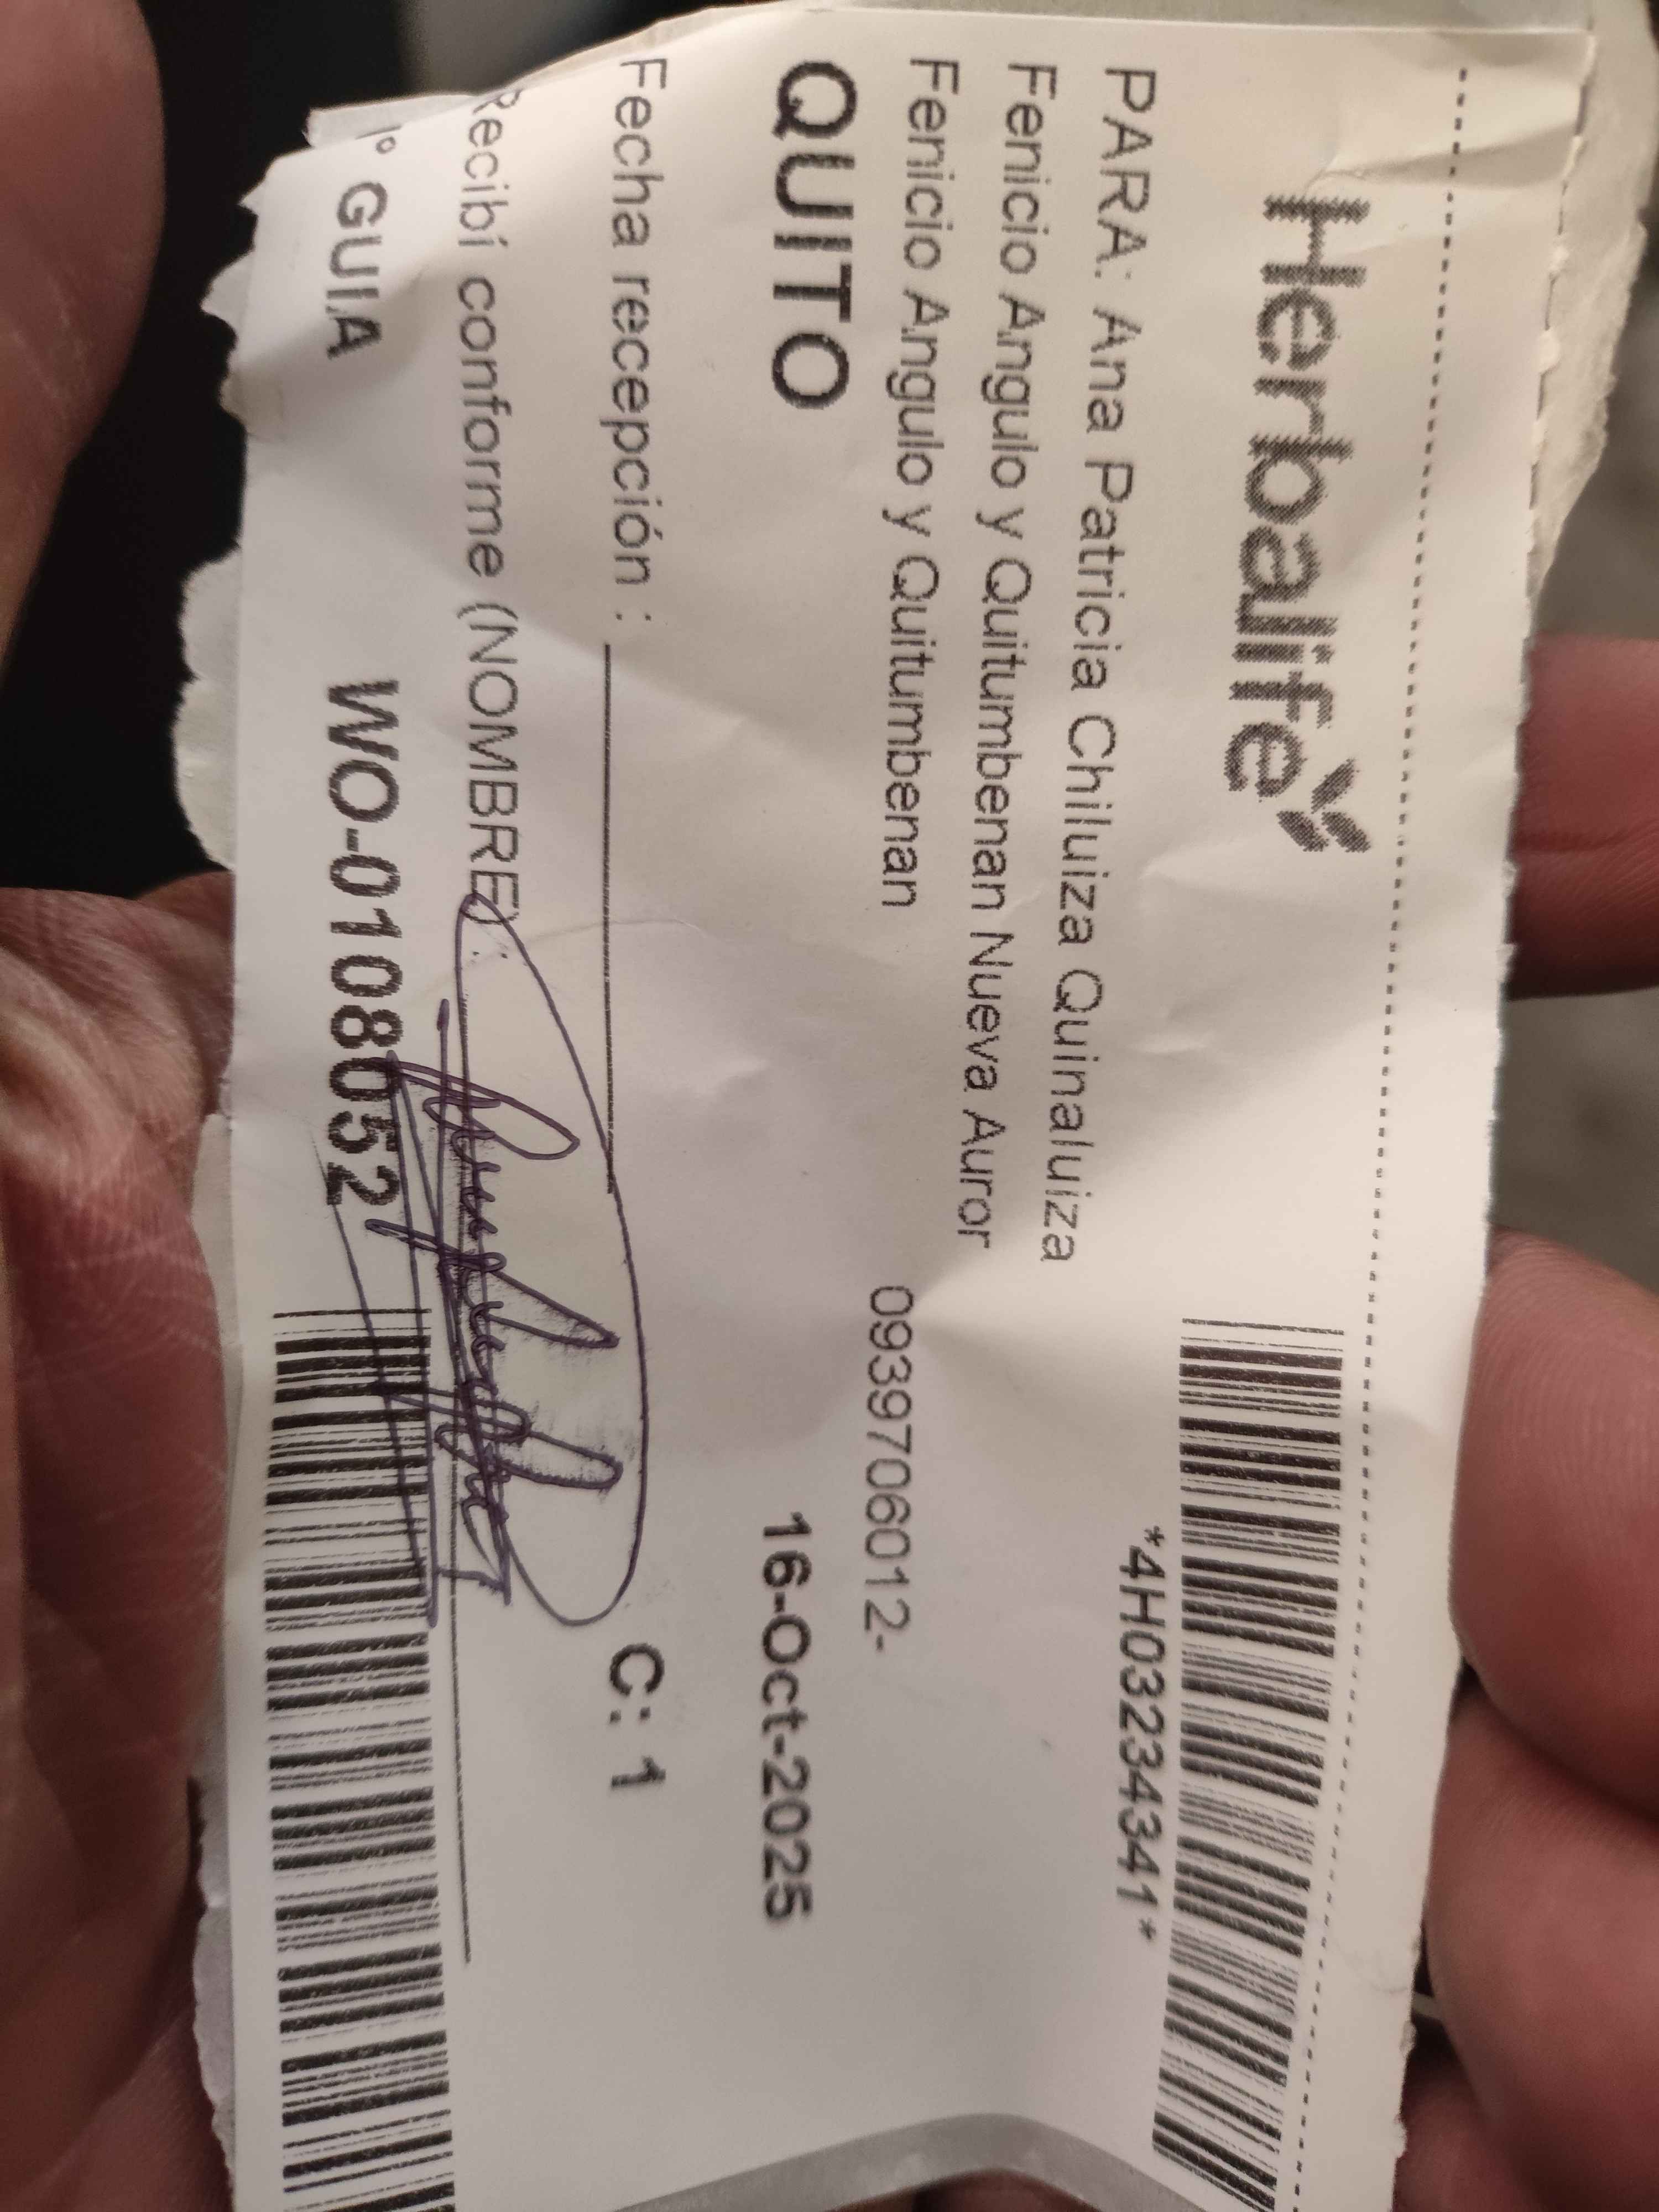 Herbalife
*4H03234341*
PARA: Ana Patricia Chiluiza Quinaluiza
Fenicio Angulo y Quitumbenan Nueva Auror
Fenicio Angulo y Quitumbenan
0939706012-
QUITO
16-Oct-2025
Fecha recepción :
C: 1
Recibí conforme (NOMBRE) :
º GUIA
WO-0108052